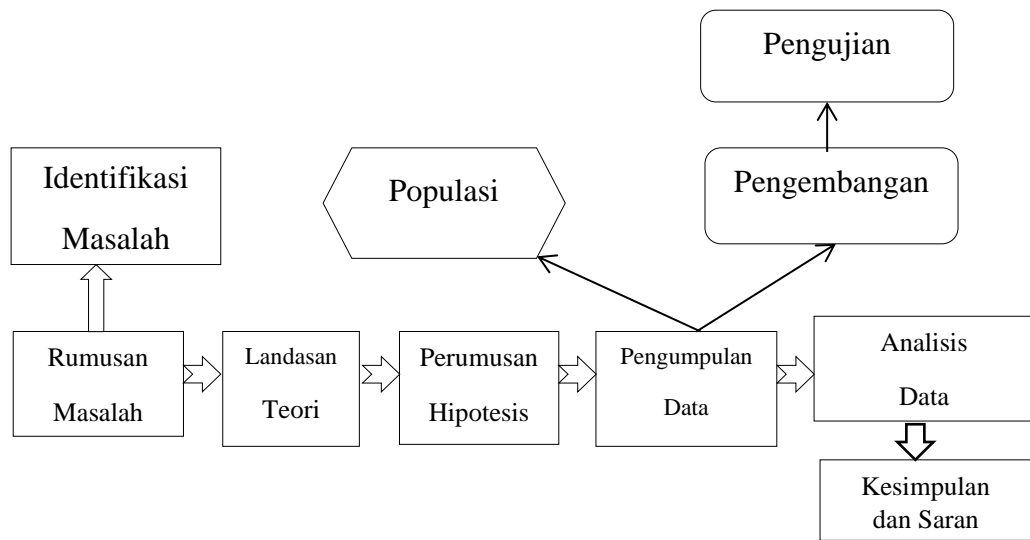 Pengujian
Identifikasi
Masalah
Populasi
Pengembangan
Rumusan
Masalah
Landasan
Teori
Perumusan
Hipotesis
Pengumpulan
Data
Analisis
Data
Kesimpulan
dan Saran